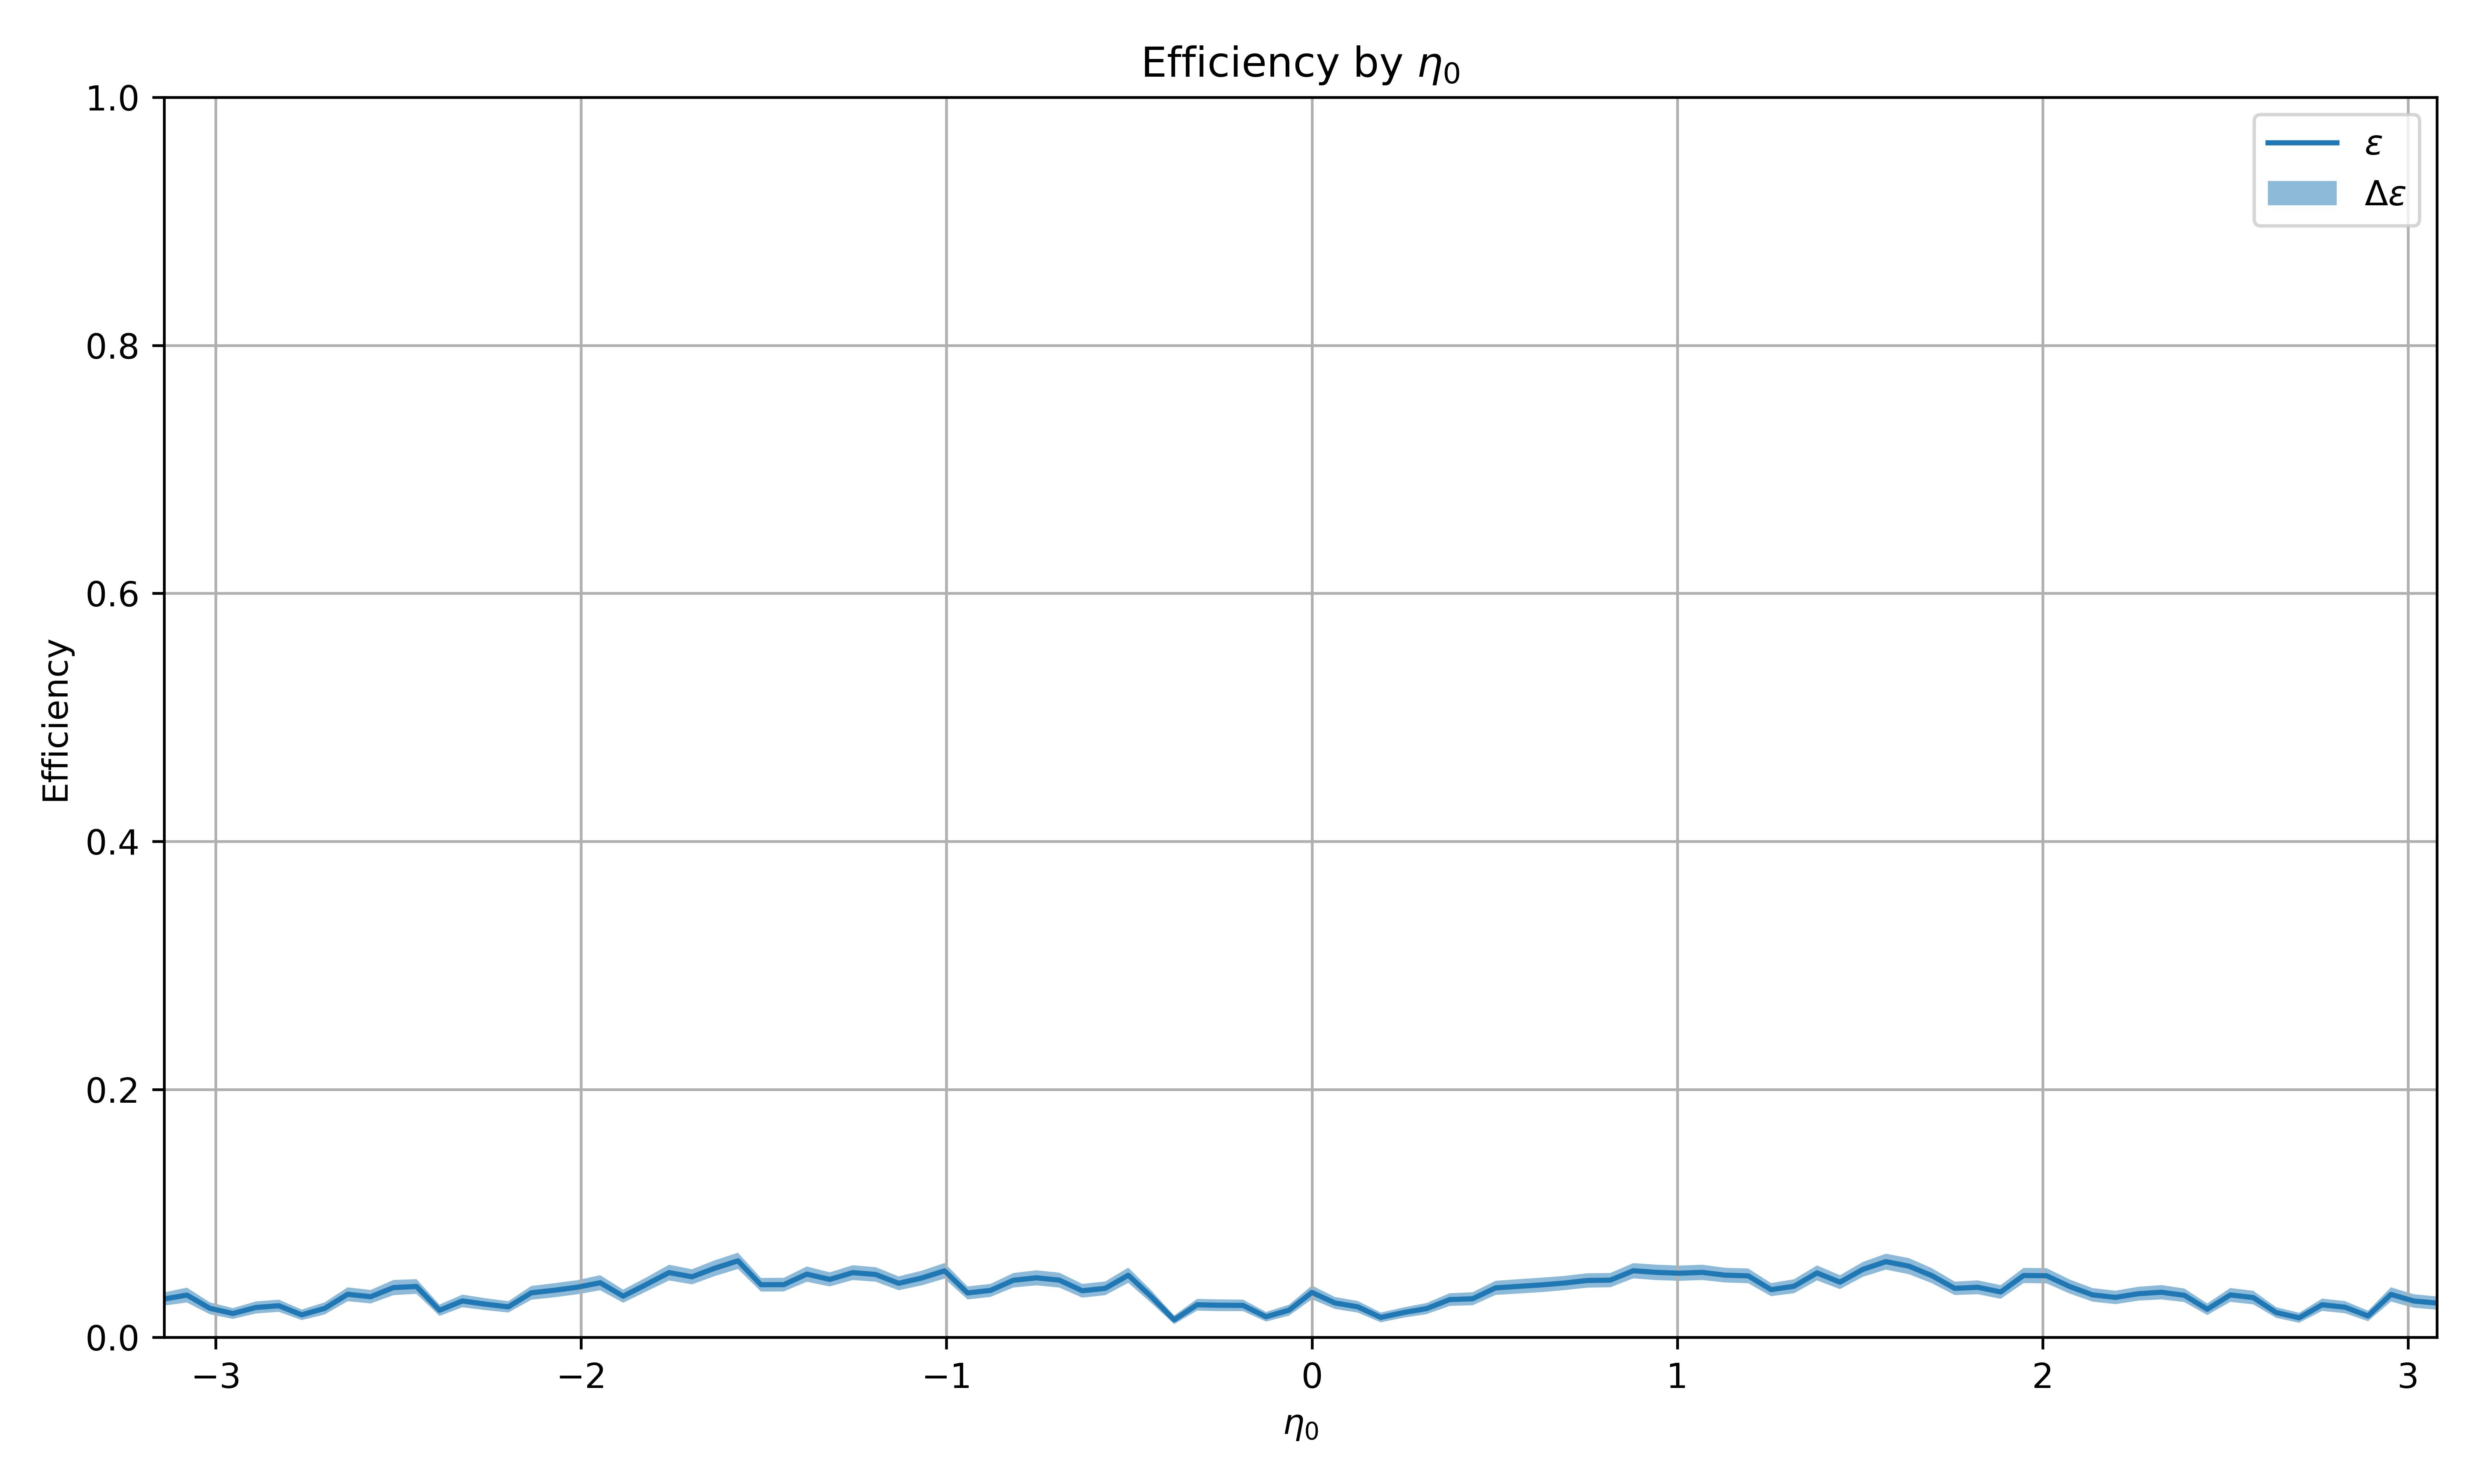 Efficiency by η₀
1.0
0.8
0.6
0.4
0.2
0.0
Efficiency
ε
Δε
−3
−2
−1
0
1
2
3
η₀